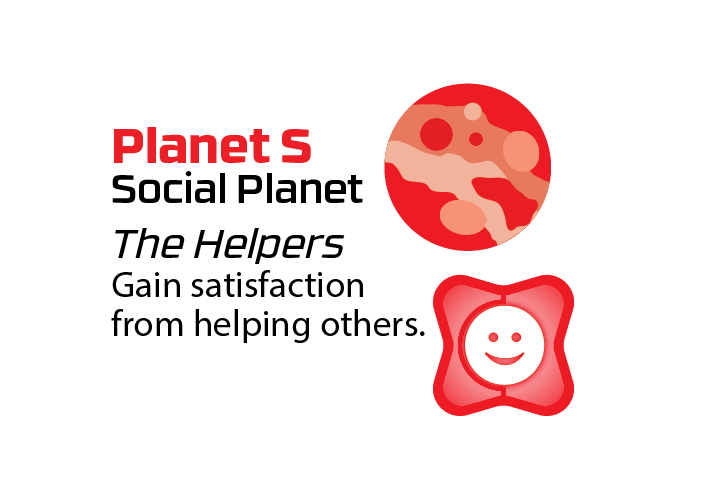 Planet S
Social Planet
The Helpers
Gain satisfaction
from helping others.